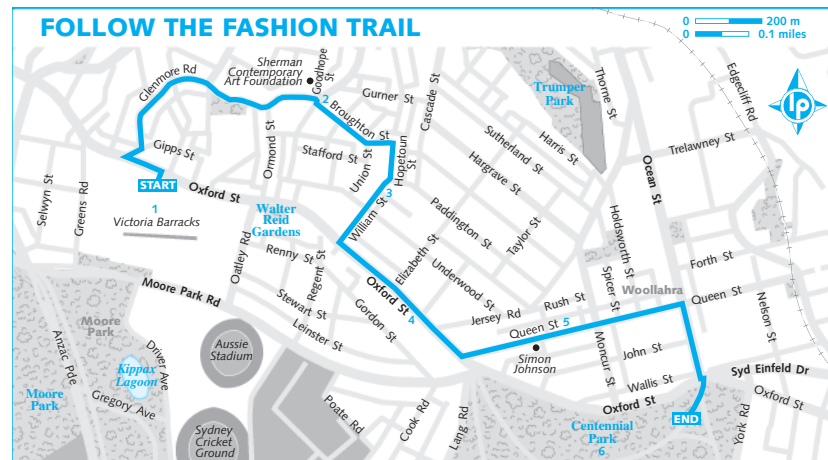 FOLLOW THE FASHION TRAIL
0 200 m
0 0.1 miles
lp
Sherman
Contemporary
Art Foundation
Goodhope
St
Glenmore Rd
2
Broughton St
Gurner St
Cascade St
Trumper
Park
Thorne St
Edgecliff Rd
Gipps St
Ormond St
Stafford St
Union St
Hopetoun
St
Sutherland St
Harris St
Hargrave St
Trelawney St
Ocean St
START
Oxford St
3
Selwyn St
Greens Rd
1
Victoria Barracks
Walter
Reid
Gardens
William St
Paddington St
Taylor St
Holdsworth St
Oatley Rd
Renny St
Regent St
Elizabeth St
Underwood St
Spicer St
Forth St
Woollahra
Moore Park Rd
Stewart St
Leinster St
Oxford St
4
Gordon St
Jersey Rd
Rush St
Queen St
5
Queen St
Nelson St
Moore
Park
Anzac Pde
Driver Ave
Aussie
Stadium
Simon
Johnson
Moncur St
John St
Kippax
Lagoon
Wallis St
Syd Einfeld Dr
Moore
Park
Gregory Ave
Poate Rd
Cook Rd
Lang Rd
Oxford St
END
York Rd
Oxford St
Sydney
Cricket
Ground
Centennial
Park
6